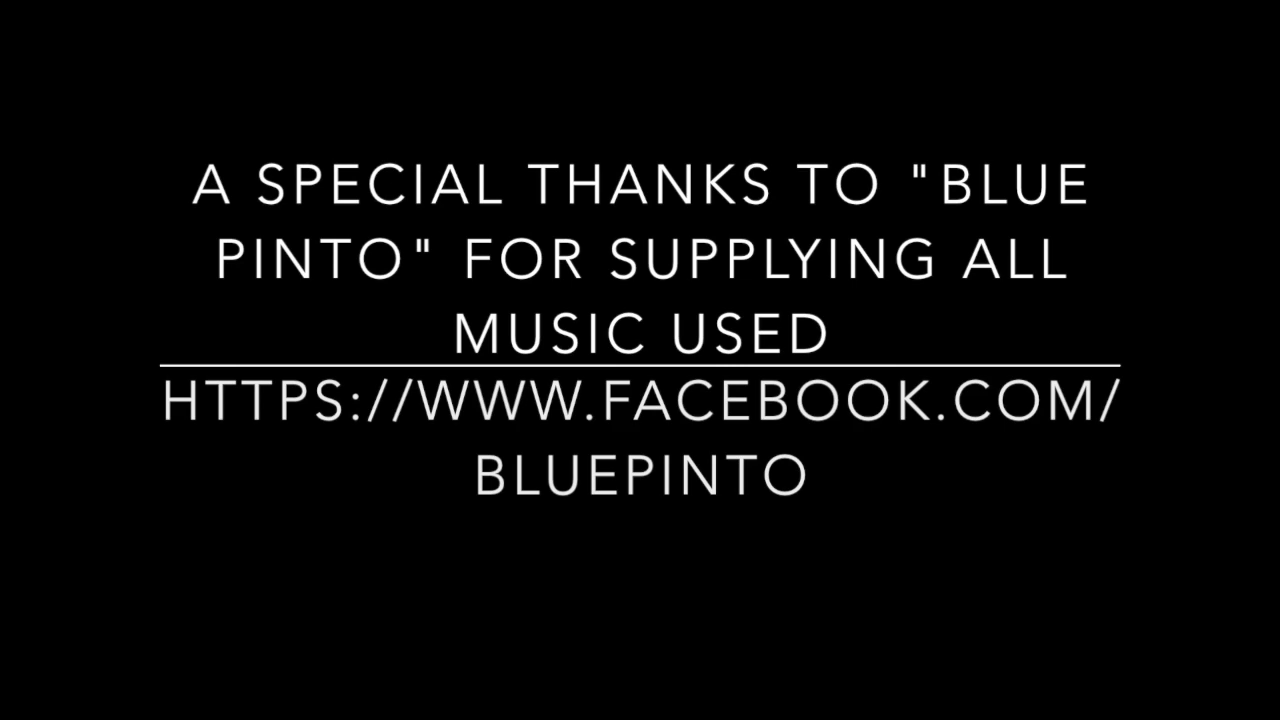 A SPECIAL THANKS TO "BLUE
PINTO" FOR SUPPLYING ALL
MUSIC USED
HTTPS://WWW.FACEBOOK.COM/
BLUEPINTO